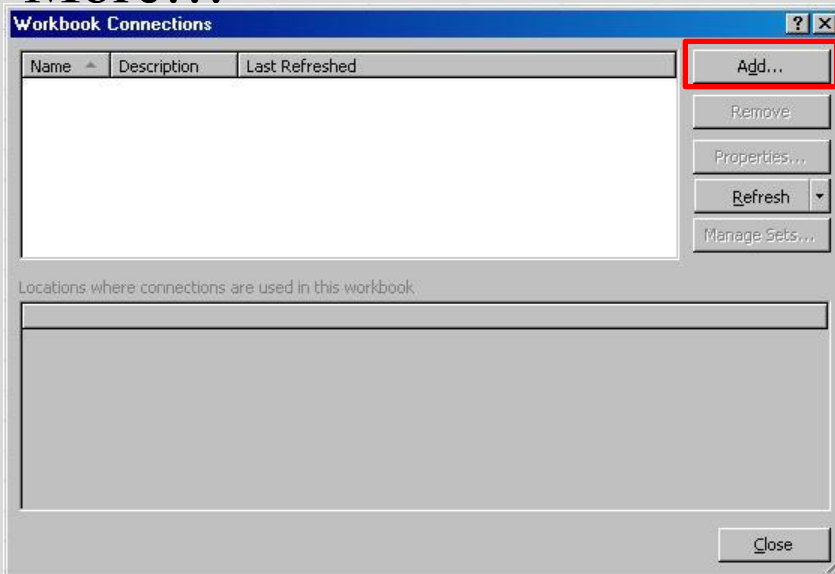 More...
Workbook Connections
Name Description Last Refreshed
Add...
Remove
Properties...
Refresh
Manage Sets...
Locations where connections are used in this workbook
Close